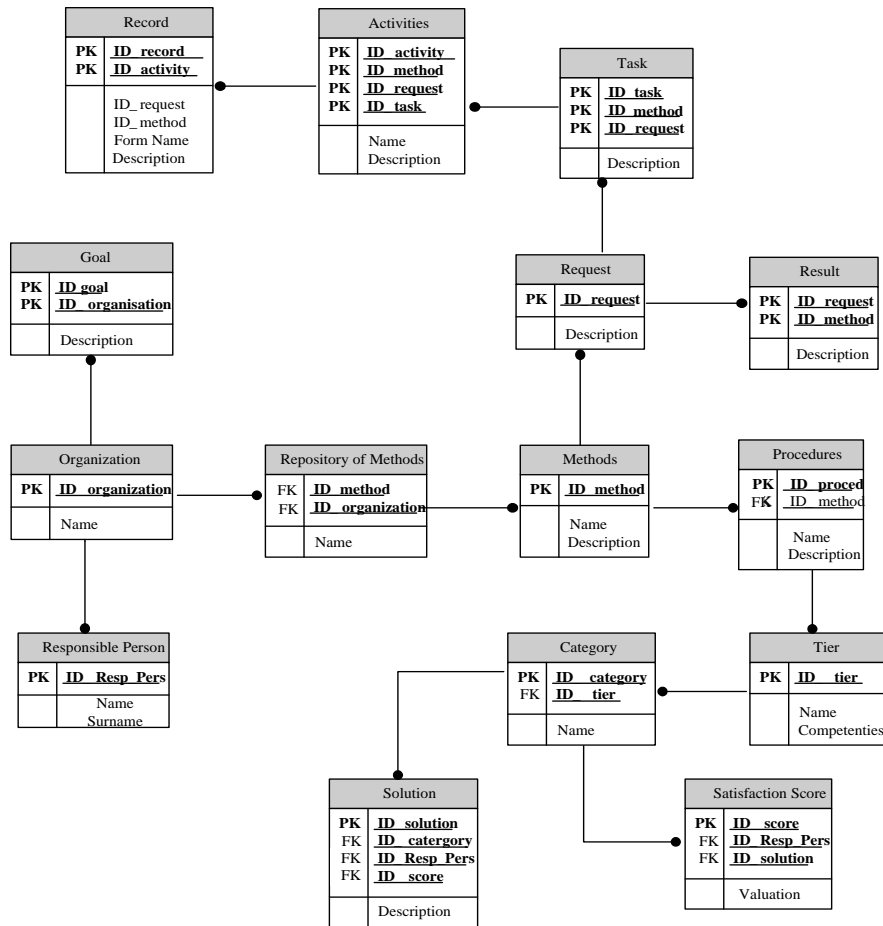 Record
PK ID_record
PK ID_activity
ID_request
ID_method
Form Name
Description
Activities
PK ID_activity
PK ID_method
PK ID_request
PK ID_task
Name
Description
Task
PK ID_task
PK ID_method
PK ID_request
Description
Goal
PK ID goal
PK ID_organisation
Description
Request
PK ID_request
Description
Result
PK ID_request
PK ID_method
Description
Organization
PK ID_organization
Name
Repository of Methods
FK ID_method
FK ID_organization
Name
Methods
PK ID_method
Name
Description
Procedures
PK ID_proced
FK ID_method
Name
Description
Responsible Person
PK ID_Resp_Pers
Name
Surname
Category
PK ID_category
FK ID_tier
Name
Tier
PK ID_tier
Name
Competenties
Solution
PK ID_solution
FK ID_catergory
FK ID_Resp_Pers
FK ID_score
Description
Satisfaction Score
PK ID_score
FK ID_Resp_Pers
FK ID_solution
Valuation